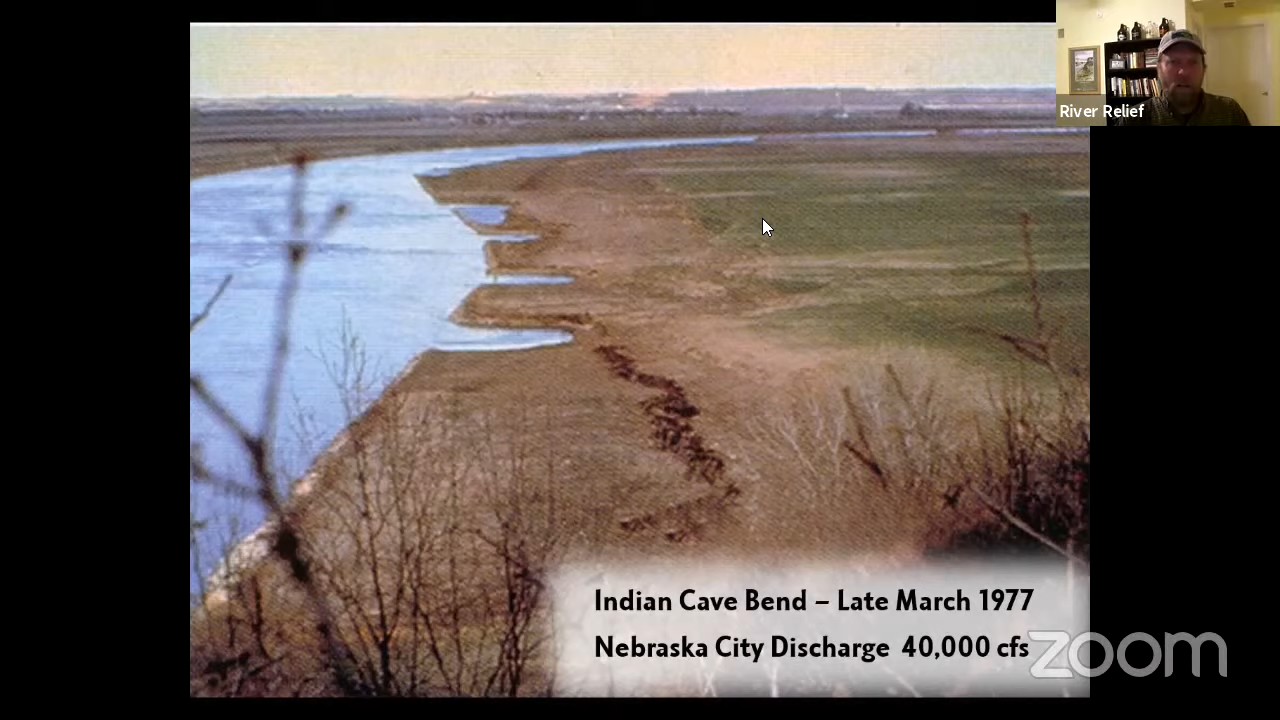 River Relief
Indian Cave Bend – Late March 1977
Nebraska City Discharge 40,000 cfs
zoom